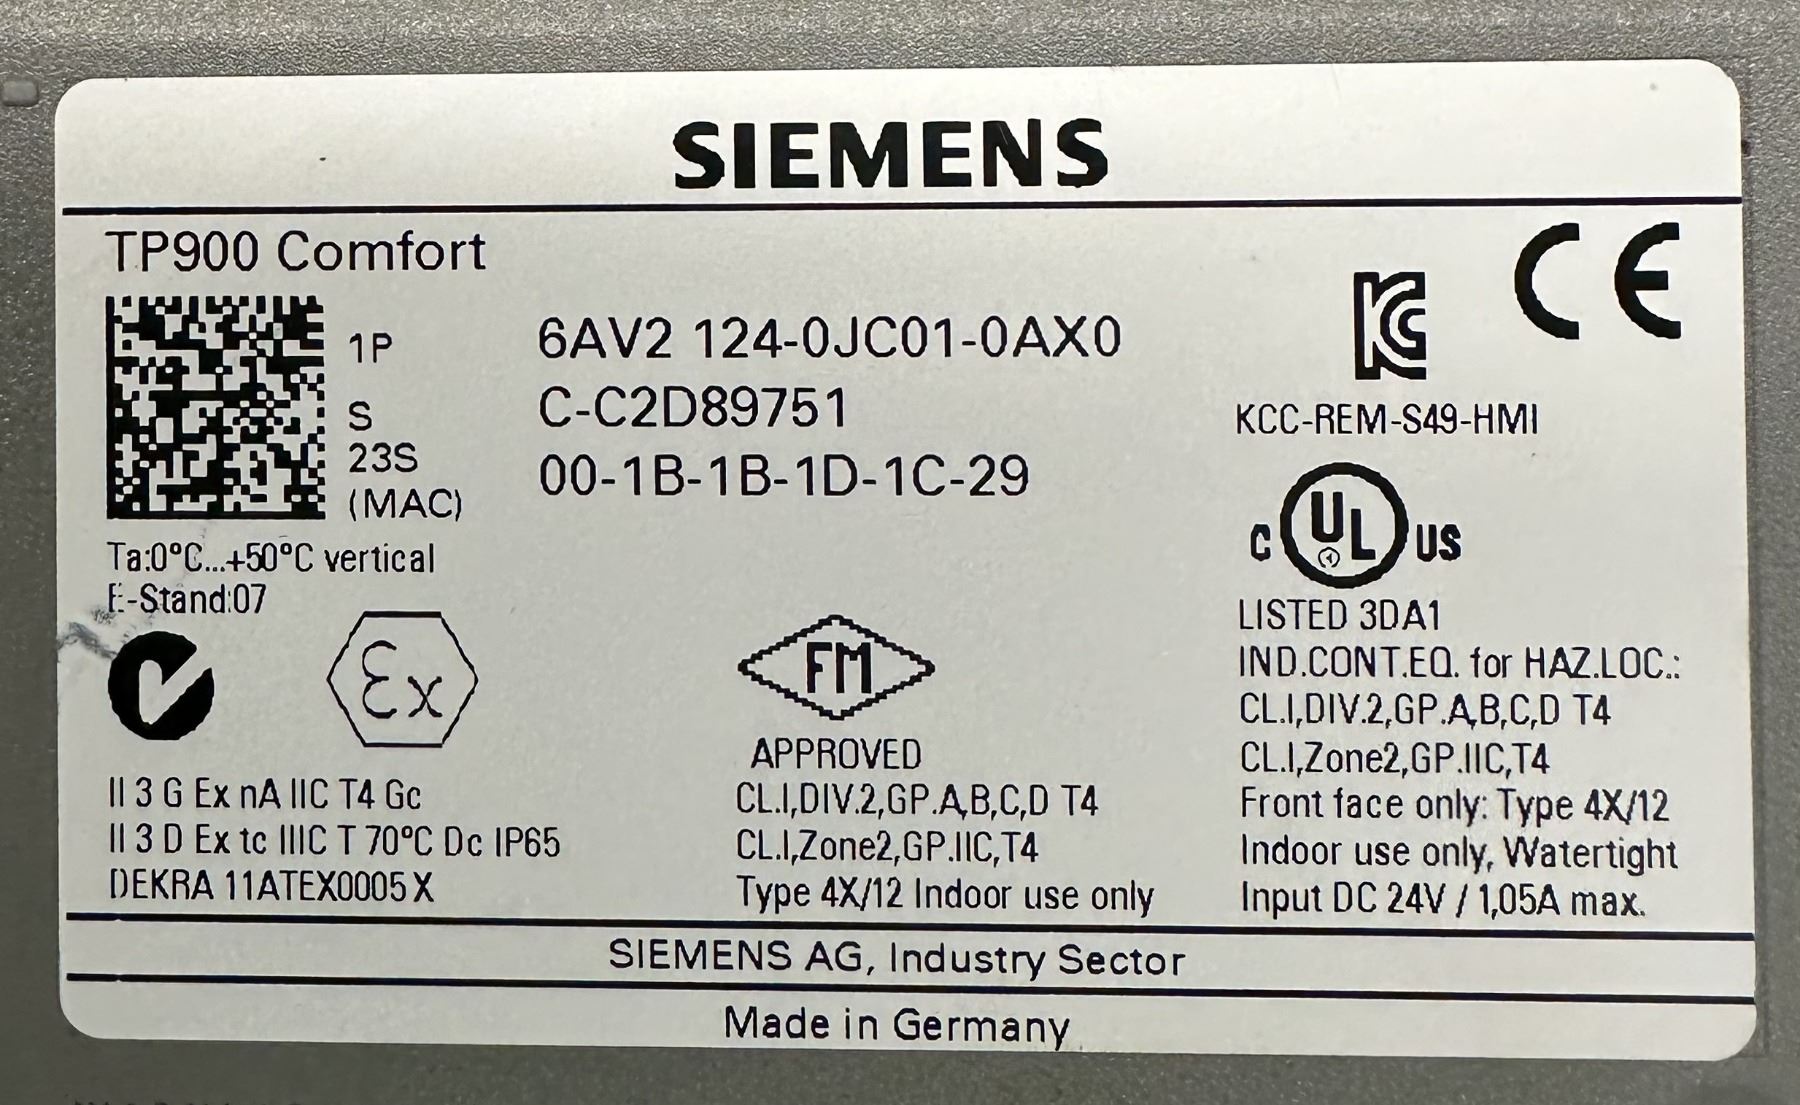 SIEMENS
TP900 Comfort
1P 6AV2 124-0JC01-0AX0
S C-C2D89751
23S 00-1B-1B-1D-1C-29
(MAC)
Ta:0°C...+50°C vertical
E-Stand:07
Ex
II 3 G Ex nA IIC T4 Gc
II 3 D Ex tc IIIC T 70°C Dc IP65
DEKRA 11ATEX0005 X
FM
APPROVED
CL.I,DIV.2,GP.A,B,C,D T4
CL.I,Zone2,GP.IIC,T4
Type 4X/12 Indoor use only
CE
KC
KCC-REM-S49-HMI
C UL US
LISTED 3DA1
IND.CONT.EQ. for HAZ.LOC.:
CL.I,DIV.2,GP.A,B,C,D T4
CL.I,Zone2,GP.IIC,T4
Front face only: Type 4X/12
Indoor use only, Watertight
Input DC 24V / 1,05A max.
SIEMENS AG, Industry Sector
Made in Germany